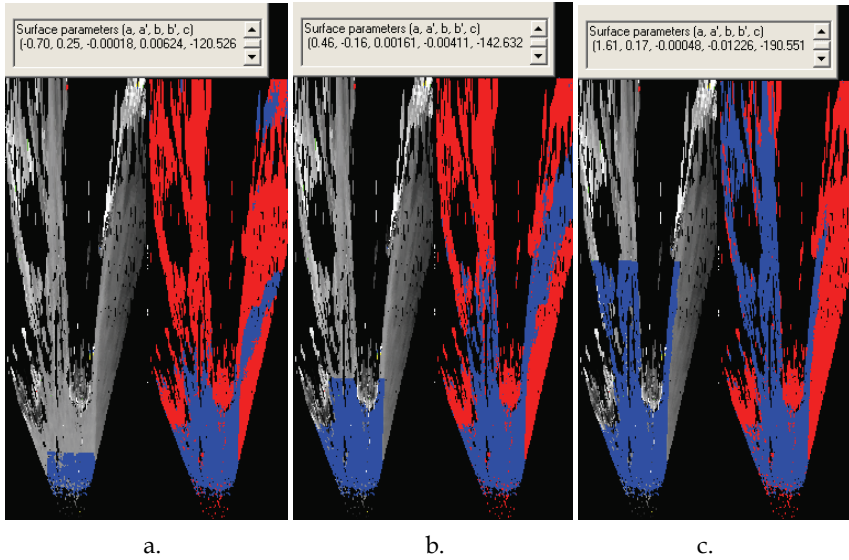 Surface parameters (a, a' b, b', c)
(-0.70, 0.25, -0.00018, 0.00624, -120.526
Surface parameters (a, a' b, b', c)
(0.46, -0.16, 0.00161, -0.00411, -142.632
Surface parameters (a, a' b, b', c)
(1.61, 0.17, -0.00048, -0.01226, -190.551
a.
b.
c.